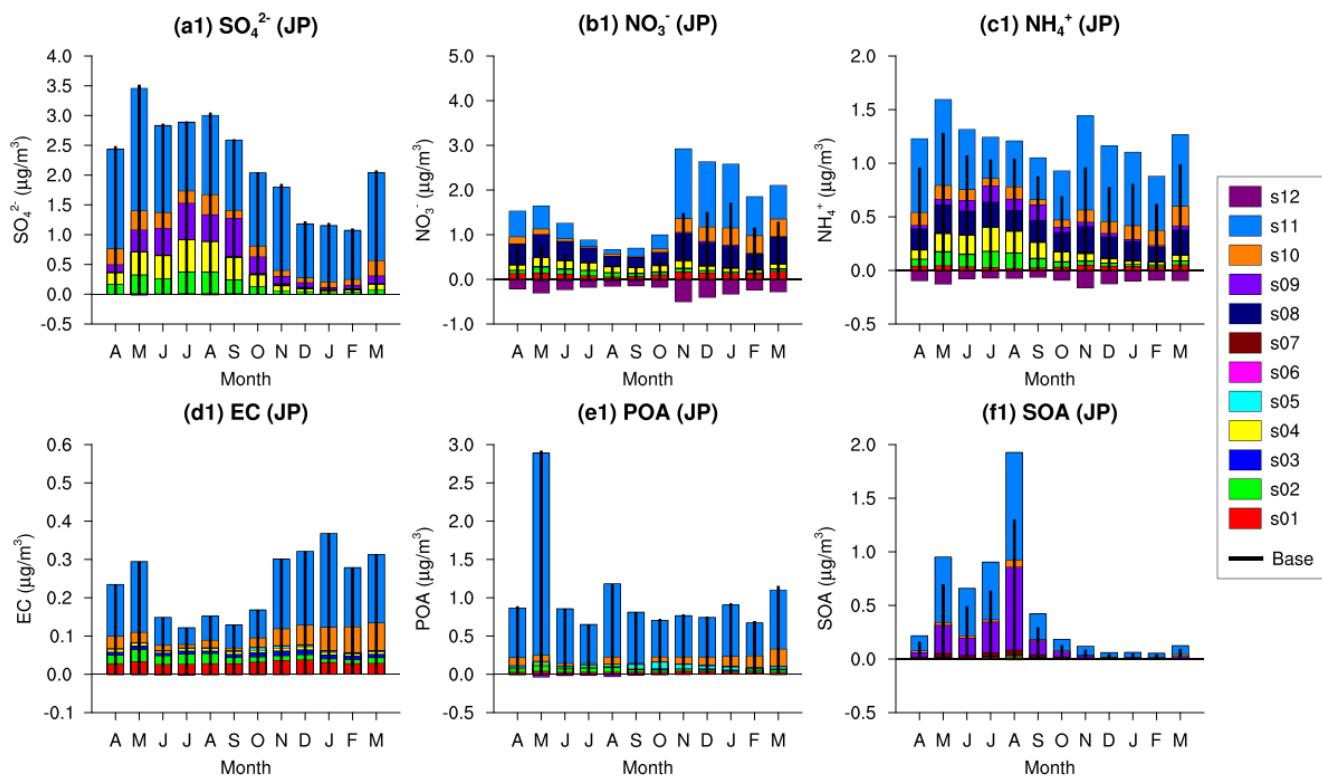 (a1) SO₄²⁻ (JP)
4.0
3.5
3.0
2.5
2.0
1.5
1.0
0.5
0.0
-0.5
SO₄²⁻ (μg/m³)
A M J J A S O N D J F M
Month
(b1) NO₃⁻ (JP)
5.0
4.0
3.0
2.0
1.0
0.0
-1.0
NO₃⁻ (μg/m³)
A M J J A S O N D J F M
Month
(c1) NH₄⁺ (JP)
2.0
1.5
1.0
0.5
0.0
-0.5
NH₄⁺ (μg/m³)
A M J J A S O N D J F M
Month
(d1) EC (JP)
0.6
0.5
0.4
0.3
0.2
0.1
0.0
-0.1
EC (μg/m³)
A M J J A S O N D J F M
Month
(e1) POA (JP)
3.0
2.5
2.0
1.5
1.0
0.5
0.0
-0.5
POA (μg/m³)
A M J J A S O N D J F M
Month
(f1) SOA (JP)
2.0
1.5
1.0
0.5
0.0
-0.5
SOA (μg/m³)
A M J J A S O N D J F M
Month
s12
s11
s10
s09
s08
s07
s06
s05
s04
s03
s02
s01
Base